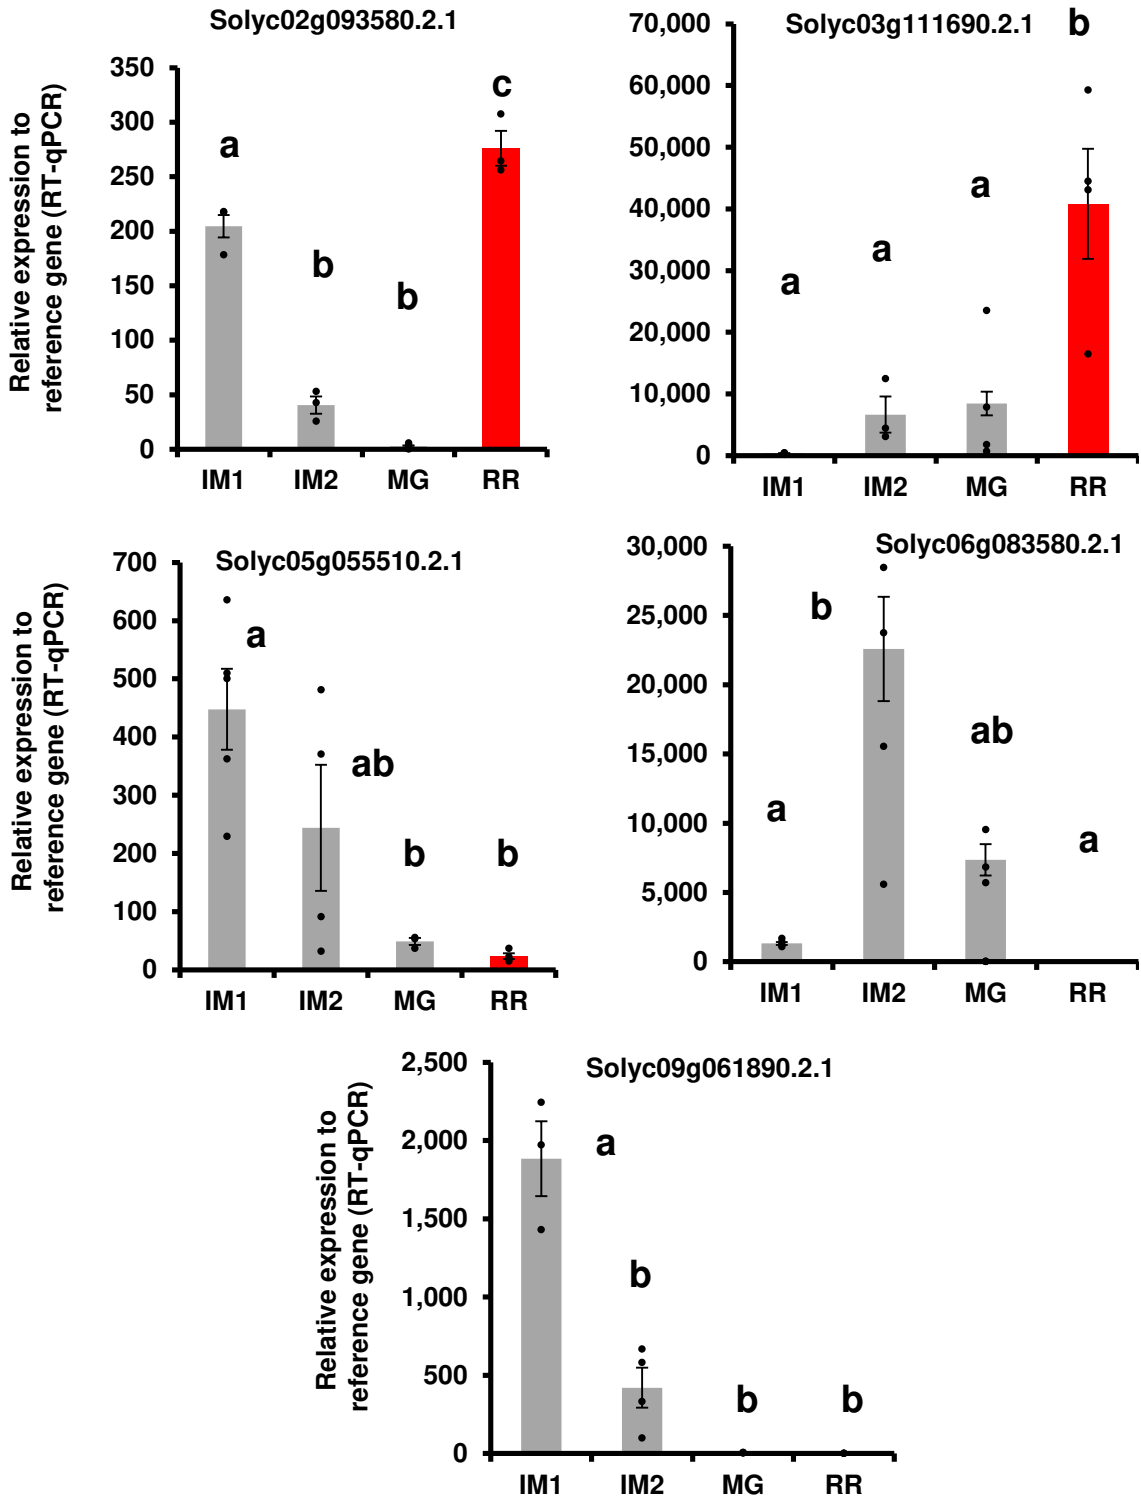 Solyc02g093580.2.1
Relative expression to
reference gene (RT-qPCR)
350
300
250
200
150
100
50
0
a
b
b
c
IM1 IM2 MG RR
Solyc03g111690.2.1
70,000
60,000
50,000
40,000
30,000
20,000
10,000
0
a
a
a
b
IM1 IM2 MG RR
Solyc05g055510.2.1
Relative expression to
reference gene (RT-qPCR)
700
600
500
400
300
200
100
0
a
ab
b
b
IM1 IM2 MG RR
Solyc06g083580.2.1
30,000
25,000
20,000
15,000
10,000
5,000
0
a
b
ab
a
IM1 IM2 MG RR
Solyc09g061890.2.1
Relative expression to
reference gene (RT-qPCR)
2,500
2,000
1,500
1,000
500
0
a
b
b
b
IM1 IM2 MG RR